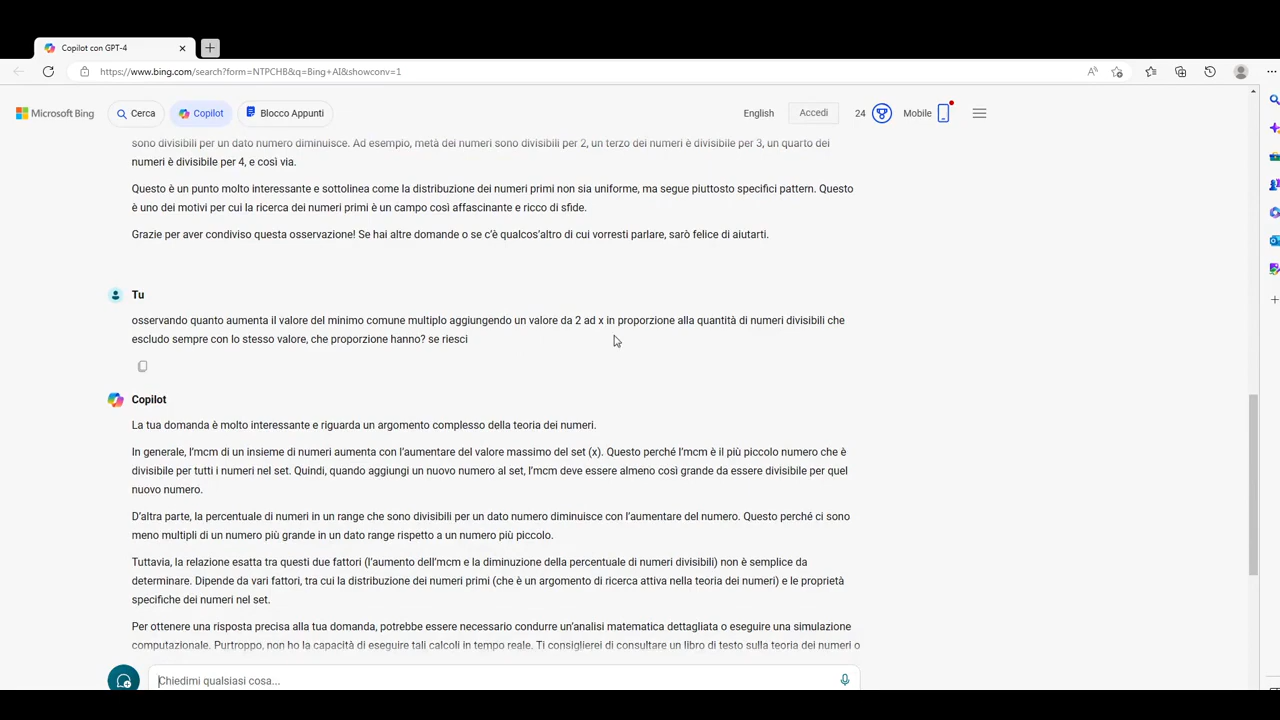 Copilot con GPT-4
https://www.bing.com/search?form=NTPCHB&q=Bing+AI&showconv=1
Microsoft Bing
Cerca
Copilot
Blocco Appunti
English
Accedi
24
Mobile
sono divisibili per un dato numero diminuisce. Ad esempio, metà dei numeri sono divisibili per 2, un terzo dei numeri è divisibile per 3, un quarto dei
numeri è divisibile per 4, e così via.
Questo è un punto molto interessante e sottolinea come la distribuzione dei numeri primi non sia uniforme, ma segue piuttosto specifici pattern. Questo
è uno dei motivi per cui la ricerca dei numeri primi è un campo così affascinante e ricco di sfide.
Grazie per aver condiviso questa osservazione! Se hai altre domande o se c'è qualcos'altro di cui vorresti parlare, sarò felice di aiutarti.
Tu
osservando quanto aumenta il valore del minimo comune multiplo aggiungendo un valore da 2 ad x in proporzione alla quantità di numeri divisibili che
escludo sempre con lo stesso valore, che proporzione hanno? se riesci
Copilot
La tua domanda è molto interessante e riguarda un argomento complesso della teoria dei numeri.
In generale, l'mcm di un insieme di numeri aumenta con l'aumentare del valore massimo del set (x). Questo perché l'mcm è il più piccolo numero che è
divisibile per tutti i numeri nel set. Quindi, quando aggiungi un nuovo numero al set, l'mcm deve essere almeno così grande da essere divisibile per quel
nuovo numero.
D'altra parte, la percentuale di numeri in un range che sono divisibili per un dato numero diminuisce con l'aumentare del numero. Questo perché ci sono
meno multipli di un numero più grande in un dato range rispetto a un numero più piccolo.
Tuttavia, la relazione esatta tra questi due fattori (l'aumento dell'mcm e la diminuzione della percentuale di numeri divisibili) non è semplice da
determinare. Dipende da vari fattori, tra cui la distribuzione dei numeri primi (che è un argomento di ricerca attiva nella teoria dei numeri) e le proprietà
specifiche dei numeri nel set.
Per ottenere una risposta precisa alla tua domanda, potrebbe essere necessario condurre un'analisi matematica dettagliata o eseguire una simulazione
computazionale. Purtroppo, non ho la capacità di eseguire tali calcoli in tempo reale. Ti consiglierei di consultare un libro di testo sulla teoria dei numeri o
Chiedimi qualsiasi cosa...